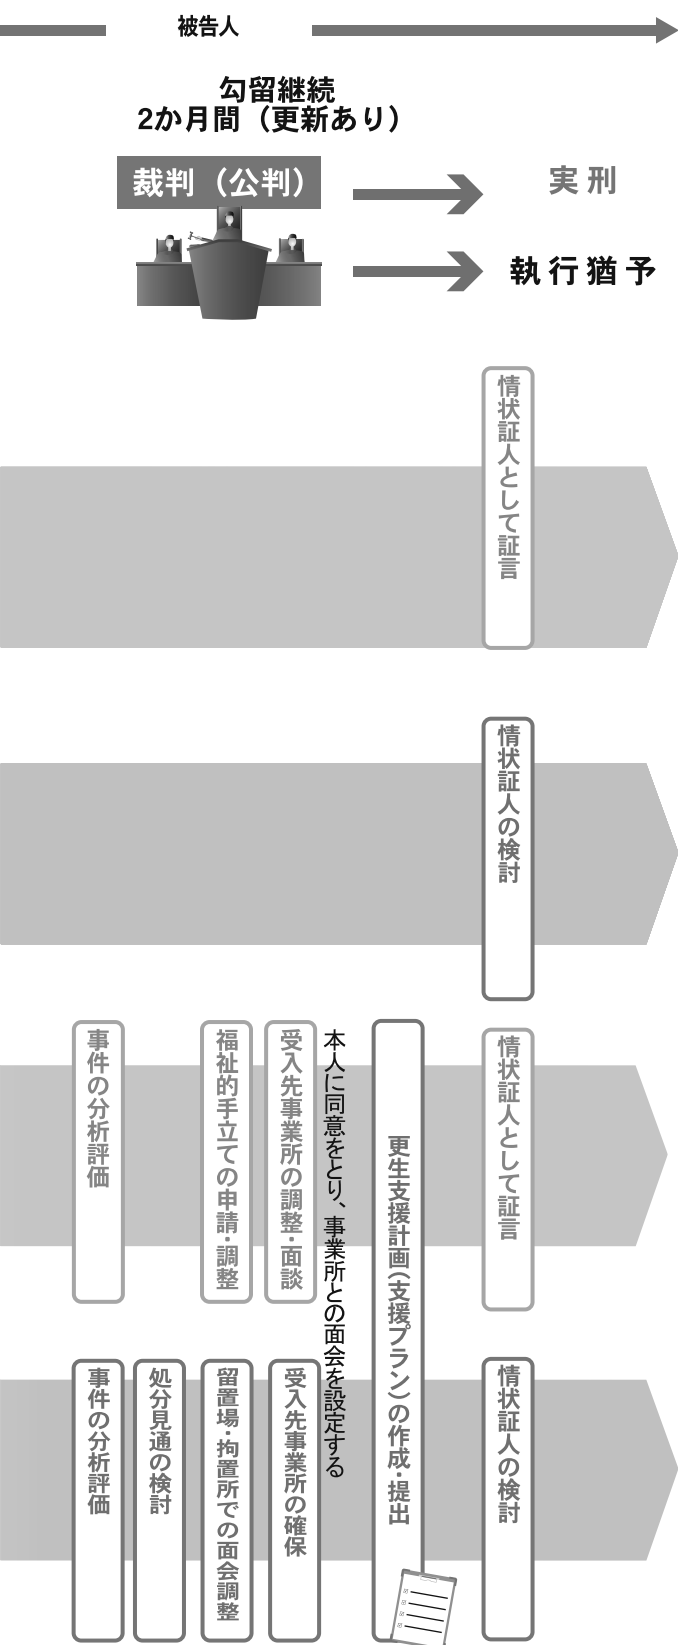 被告人
勾留継続
2か月間（更新あり）
裁判（公判）
実刑
執行猶予
情状証人として証言
情状証人の検討
事件の分析評価
福祉的手立ての申請・調整
受入先事業所の調整・面談
本人に同意をとり、事業所との面会を設定する
更生支援計画（支援プラン）の作成・提出
情状証人として証言
事件の分析評価
処分見通の検討
留置場・拘置所での面会調整
受入先事業所の確保
情状証人の検討